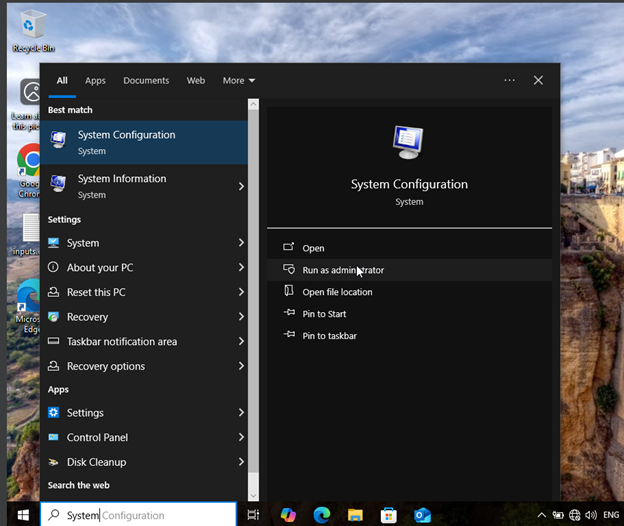 Recycle Bin
Learn a
this pic
Google
Chrom
inputs.c
Micros
Edge
All Apps Documents Web More
Best match
System Configuration
System
System Information
System
Settings
System
About your PC
Reset this PC
Recovery
Taskbar notification area
Recovery options
Apps
Settings
Control Panel
Disk Cleanup
Search the web
System Configuration
System
Open
Run as administrator
Open file location
Pin to Start
Pin to taskbar
System Configuration
ENG